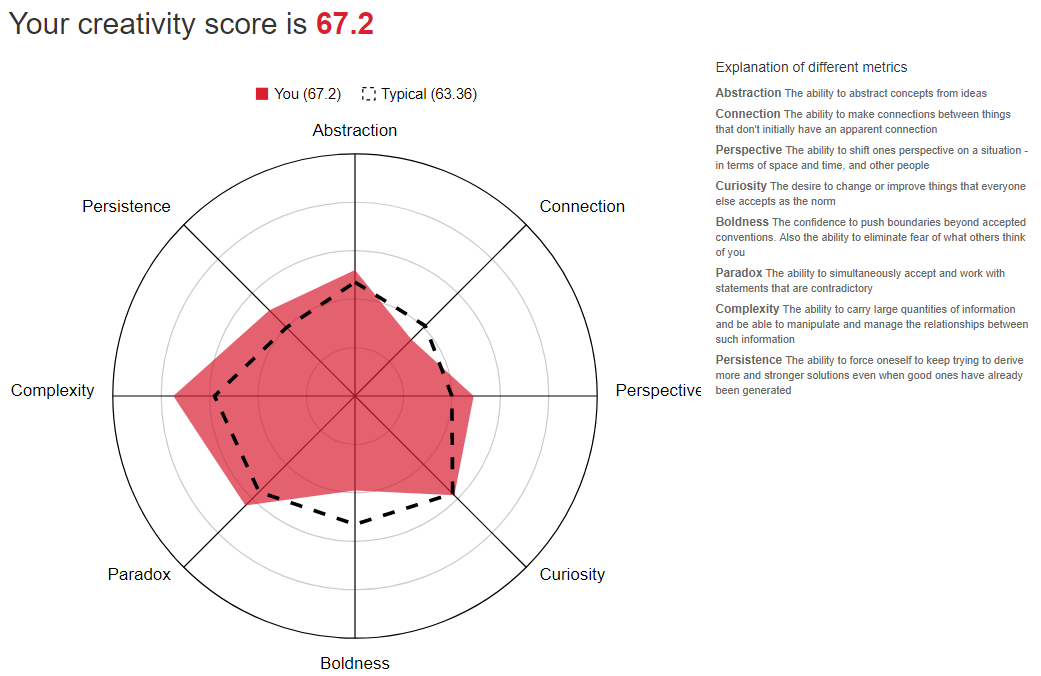 Your creativity score is 67.2
You (67.2)
Typical (63.36)
Abstraction
Persistence
Connection
Complexity
Perspective
Paradox
Curiosity
Boldness
Explanation of different metrics
Abstraction The ability to abstract concepts from ideas
Connection The ability to make connections between things
that don't initially have an apparent connection
Perspective The ability to shift ones perspective on a situation -
in terms of space and time, and other people
Curiosity The desire to change or improve things that everyone
else accepts as the norm
Boldness The confidence to push boundaries beyond accepted
conventions. Also the ability to eliminate fear of what others think
of you
Paradox The ability to simultaneously accept and work with
statements that are contradictory
Complexity The ability to carry large quantities of information
and be able to manipulate and manage the relationships between
such information
Persistence The ability to force oneself to keep trying to derive
more and stronger solutions even when good ones have already
been generated